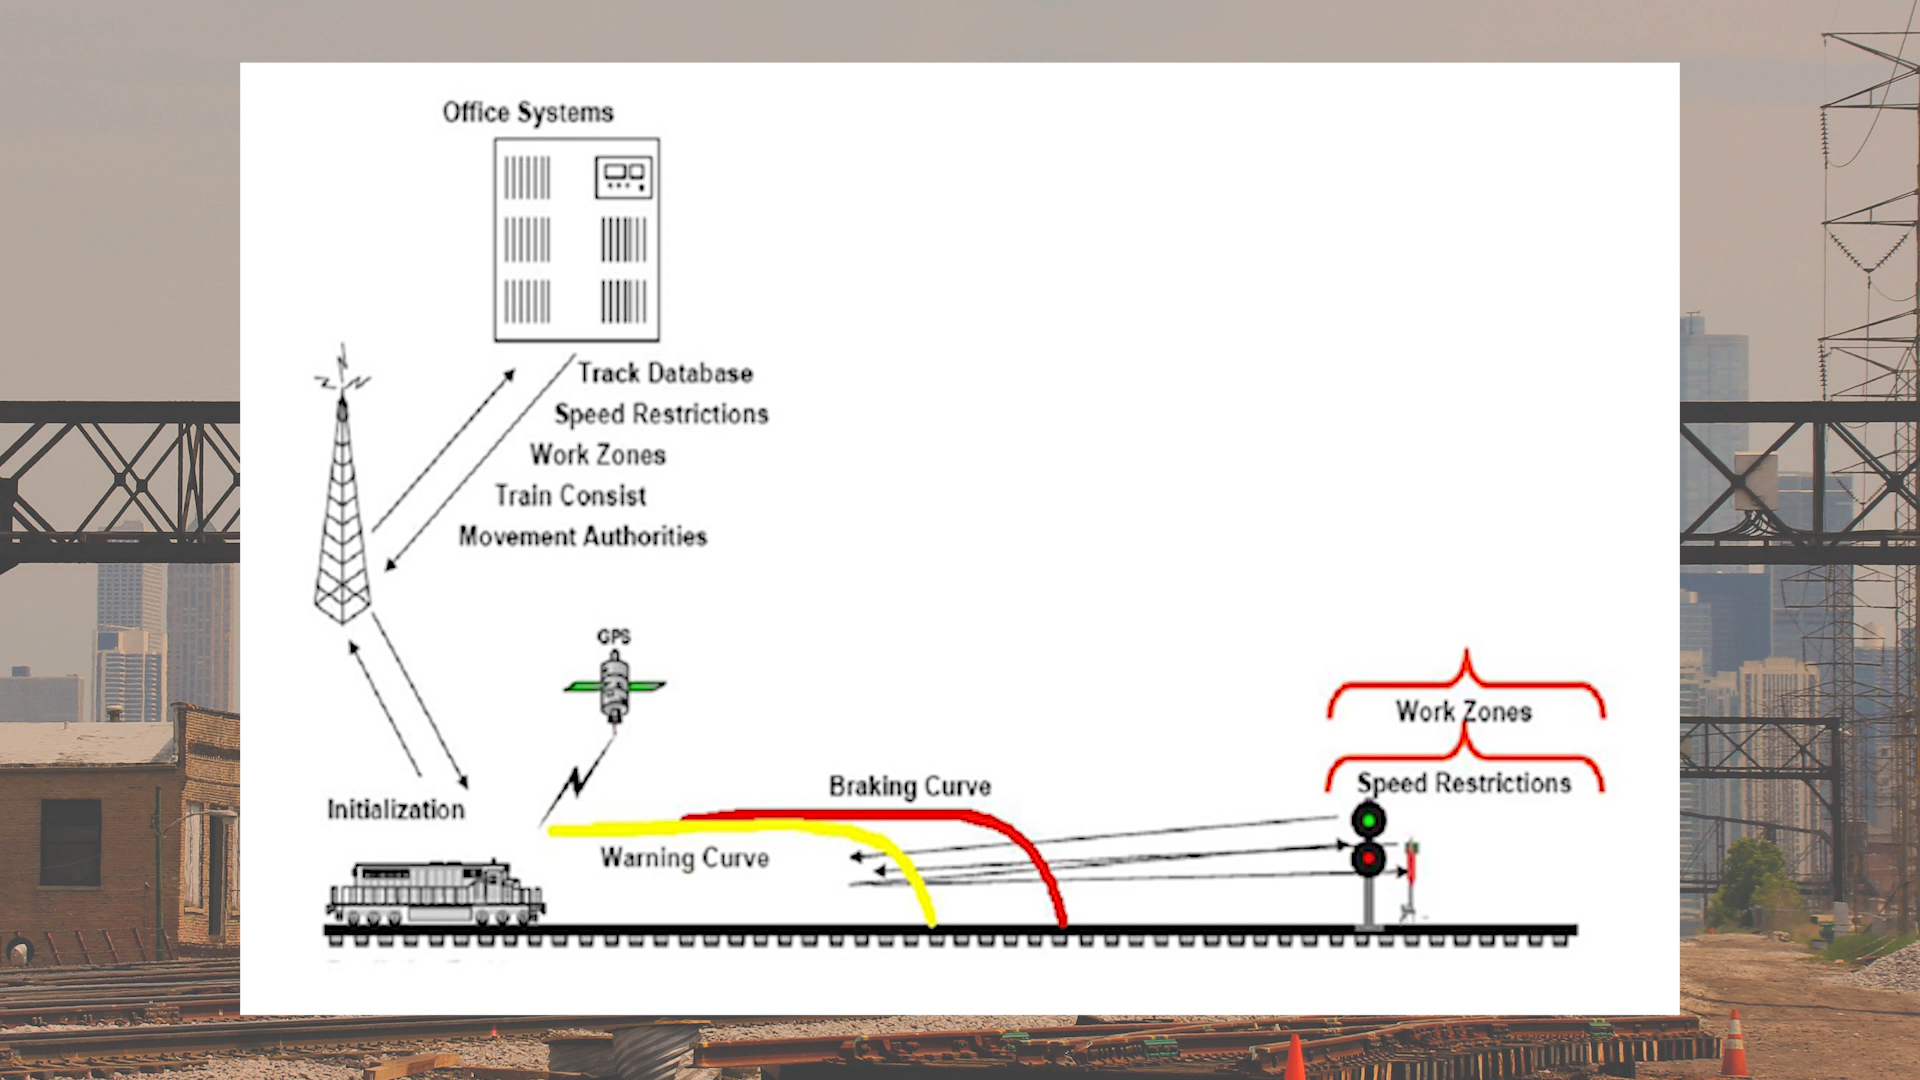 Office Systems
Track Database
Speed Restrictions
Work Zones
Train Consist
Movement Authorities
GPS
Work Zones
Speed Restrictions
Braking Curve
Initialization
Warning Curve